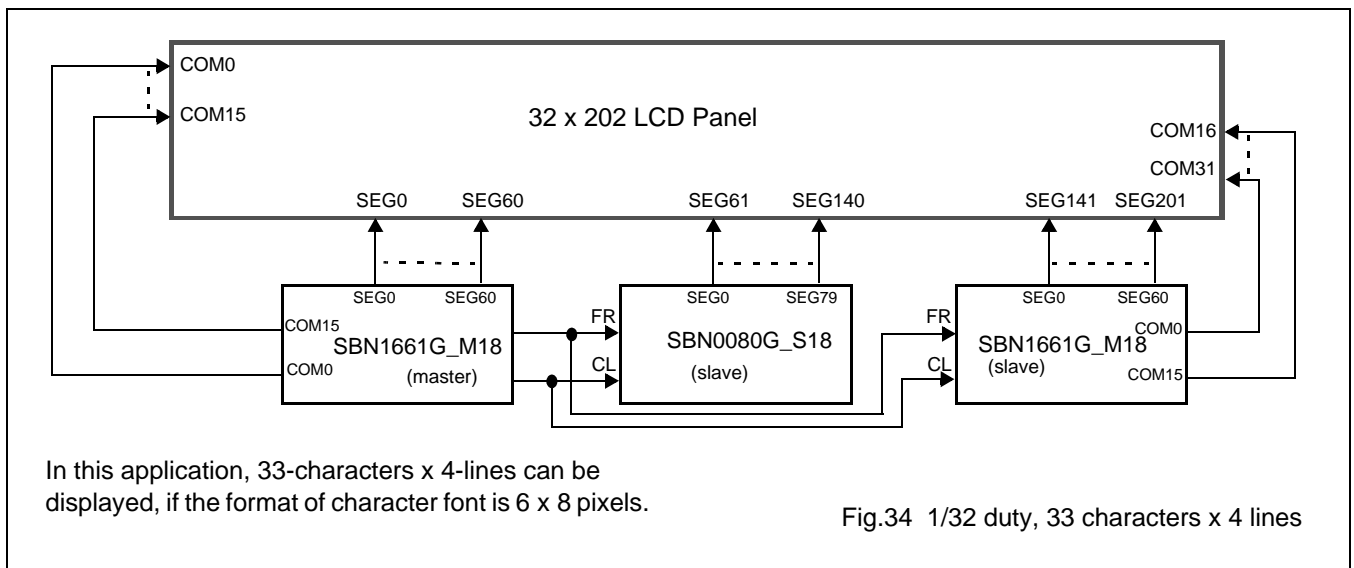 COM0
COM15
32 x 202 LCD Panel
COM16
COM31
SEG0 SEG60 SEG61 SEG140 SEG141 SEG201
SEG0 SEG60
COM15
SBN1661G_M18
COM0
(master)
FR
CL
SEG0 SEG79
SBN0080G_S18
(slave)
FR
CL
SEG0 SEG60
COM0
SBN1661G_M18
(slave)
COM15
In this application, 33-characters x 4-lines can be
displayed, if the format of character font is 6 x 8 pixels.
Fig.34 1/32 duty, 33 characters x 4 lines